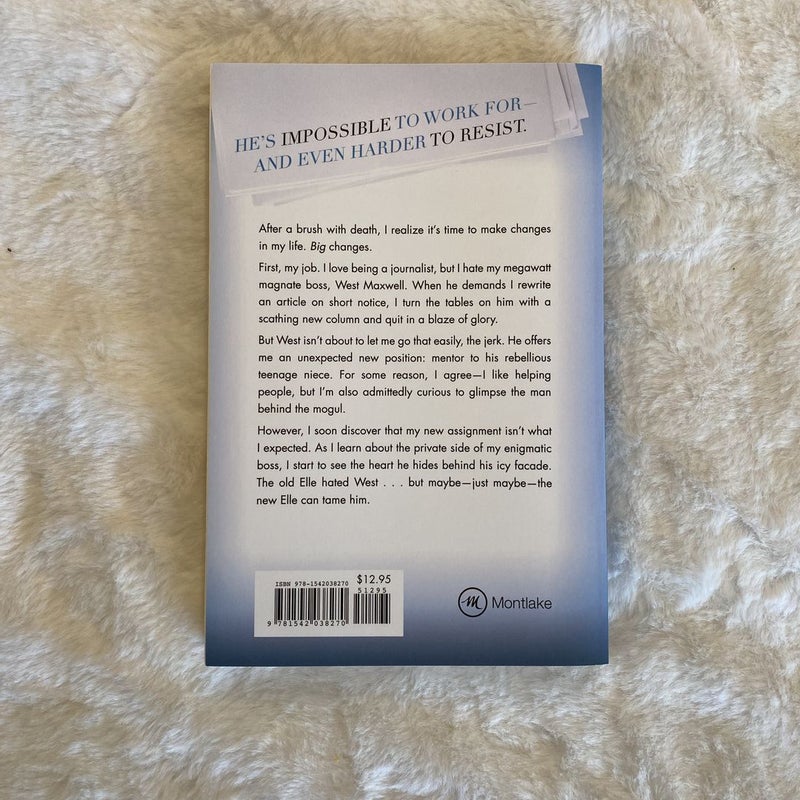 HE'S IMPOSSIBLE TO WORK FOR—
AND EVEN HARDER TO RESIST.
After a brush with death, I realize it's time to make changes
in my life. Big changes.
First, my job. I love being a journalist, but I hate my megawatt
magnate boss, West Maxwell. When he demands I rewrite
an article on short notice, I turn the tables on him with a
scathing new column and quit in a blaze of glory.
But West isn't about to let me go that easily, the jerk. He offers
me an unexpected new position: mentor to his rebellious
teenage niece. For some reason, I agree—I like helping
people, but I'm also admittedly curious to glimpse the man
behind the mogul.
However, I soon discover that my new assignment isn't what
I expected. As I learn about the private side of my enigmatic
boss, I start to see the heart he hides behind his icy facade.
The old Elle hated West . . . but maybe—just maybe—the
new Elle can tame him.
ISBN 978-1542038270 $12.95
51295
9 781542 038270
M Montlake